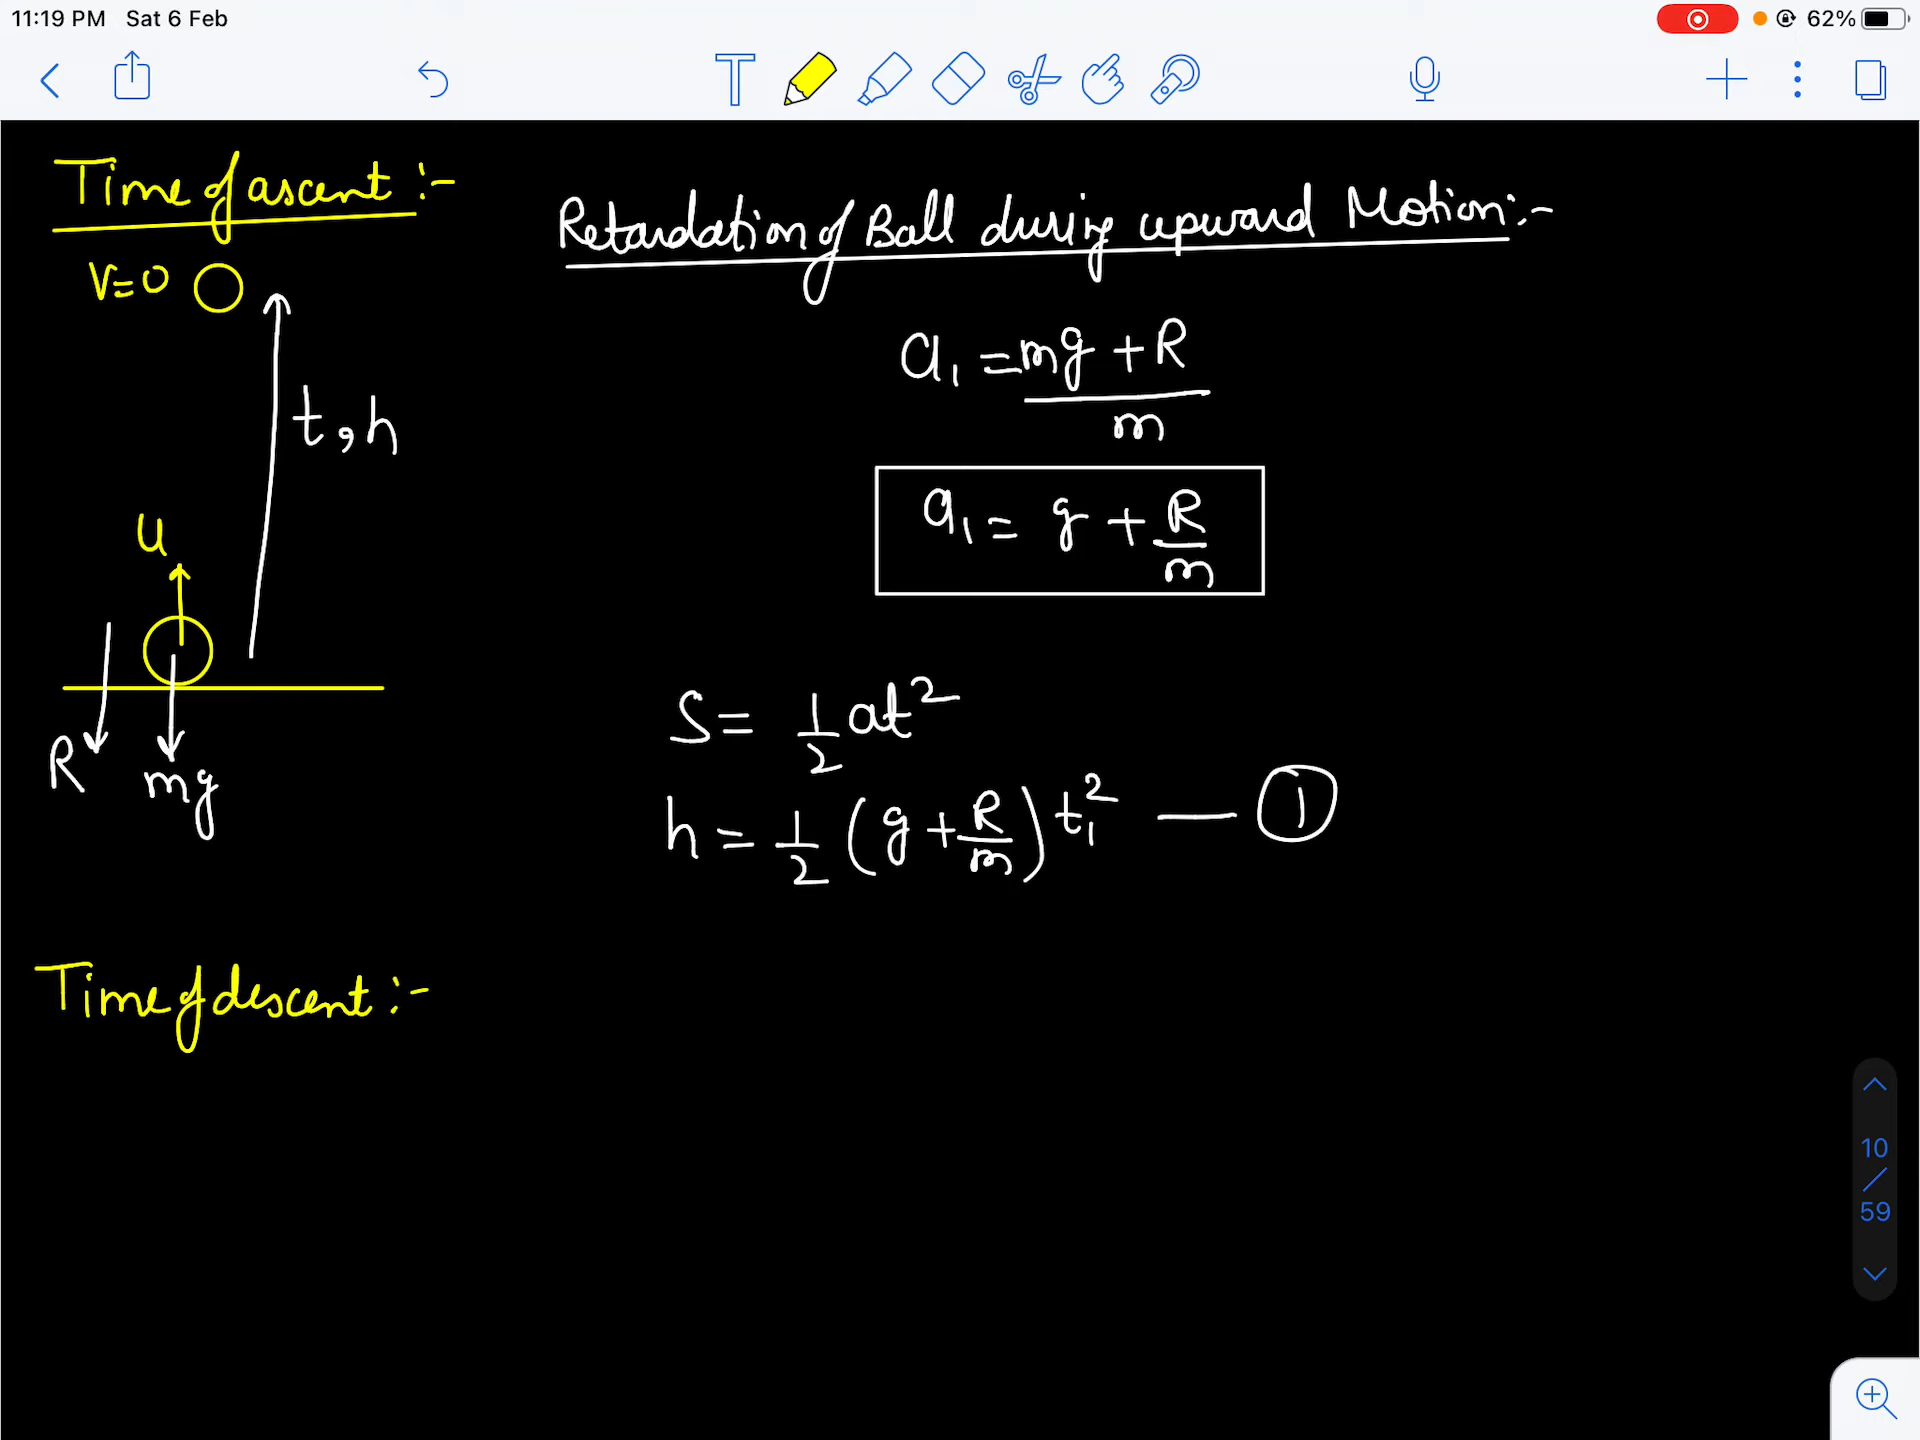 11:19 PM Sat 6 Feb
62%
T
Time of ascent :-
Retardation of Ball during upward Motion :-
V=0
a₁ = mg + R
m
t, h
a₁ = g + R
m
u
S = 1/2 at²
R
mg
h = 1/2 (g + R/m) t₁² — ①
Time of descent :-
10
/
59